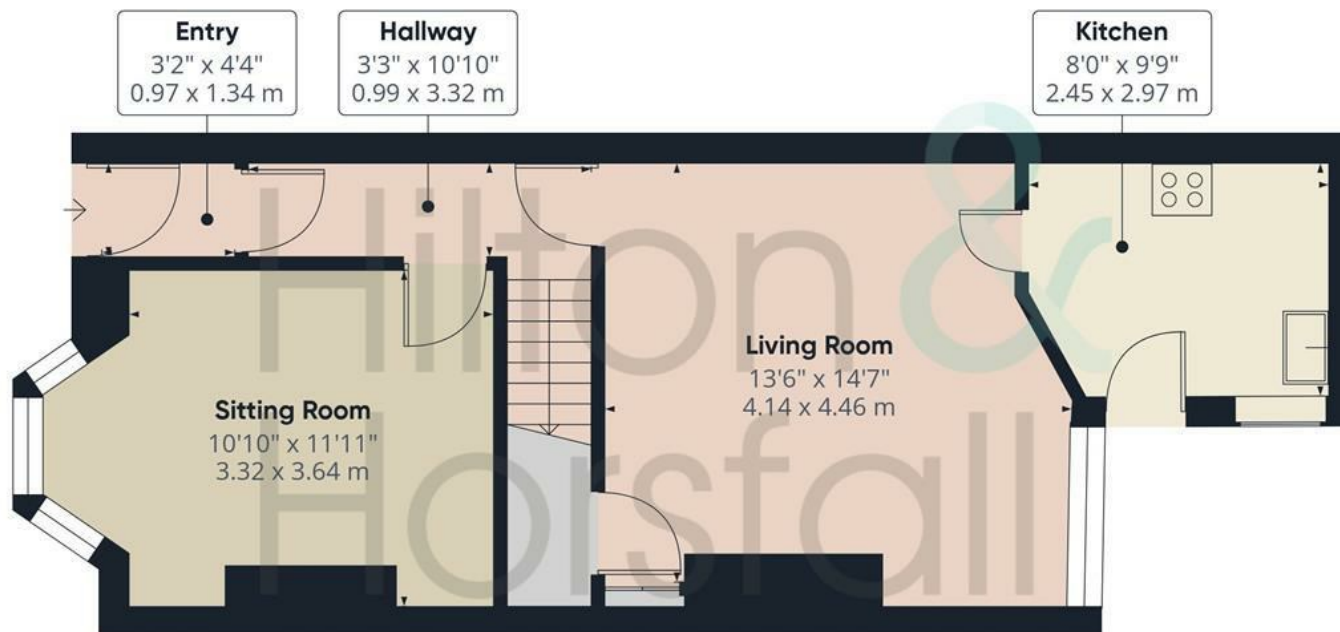 Entry
3'2" x 4'4"
0.97 x 1.34 m
Hallway
3'3" x 10'10"
0.99 x 3.32 m
Kitchen
8'0" x 9'9"
2.45 x 2.97 m
Living Room
13'6" x 14'7"
4.14 x 4.46 m
Sitting Room
10'10" x 11'11"
3.32 x 3.64 m
Hilton &
Horsfall